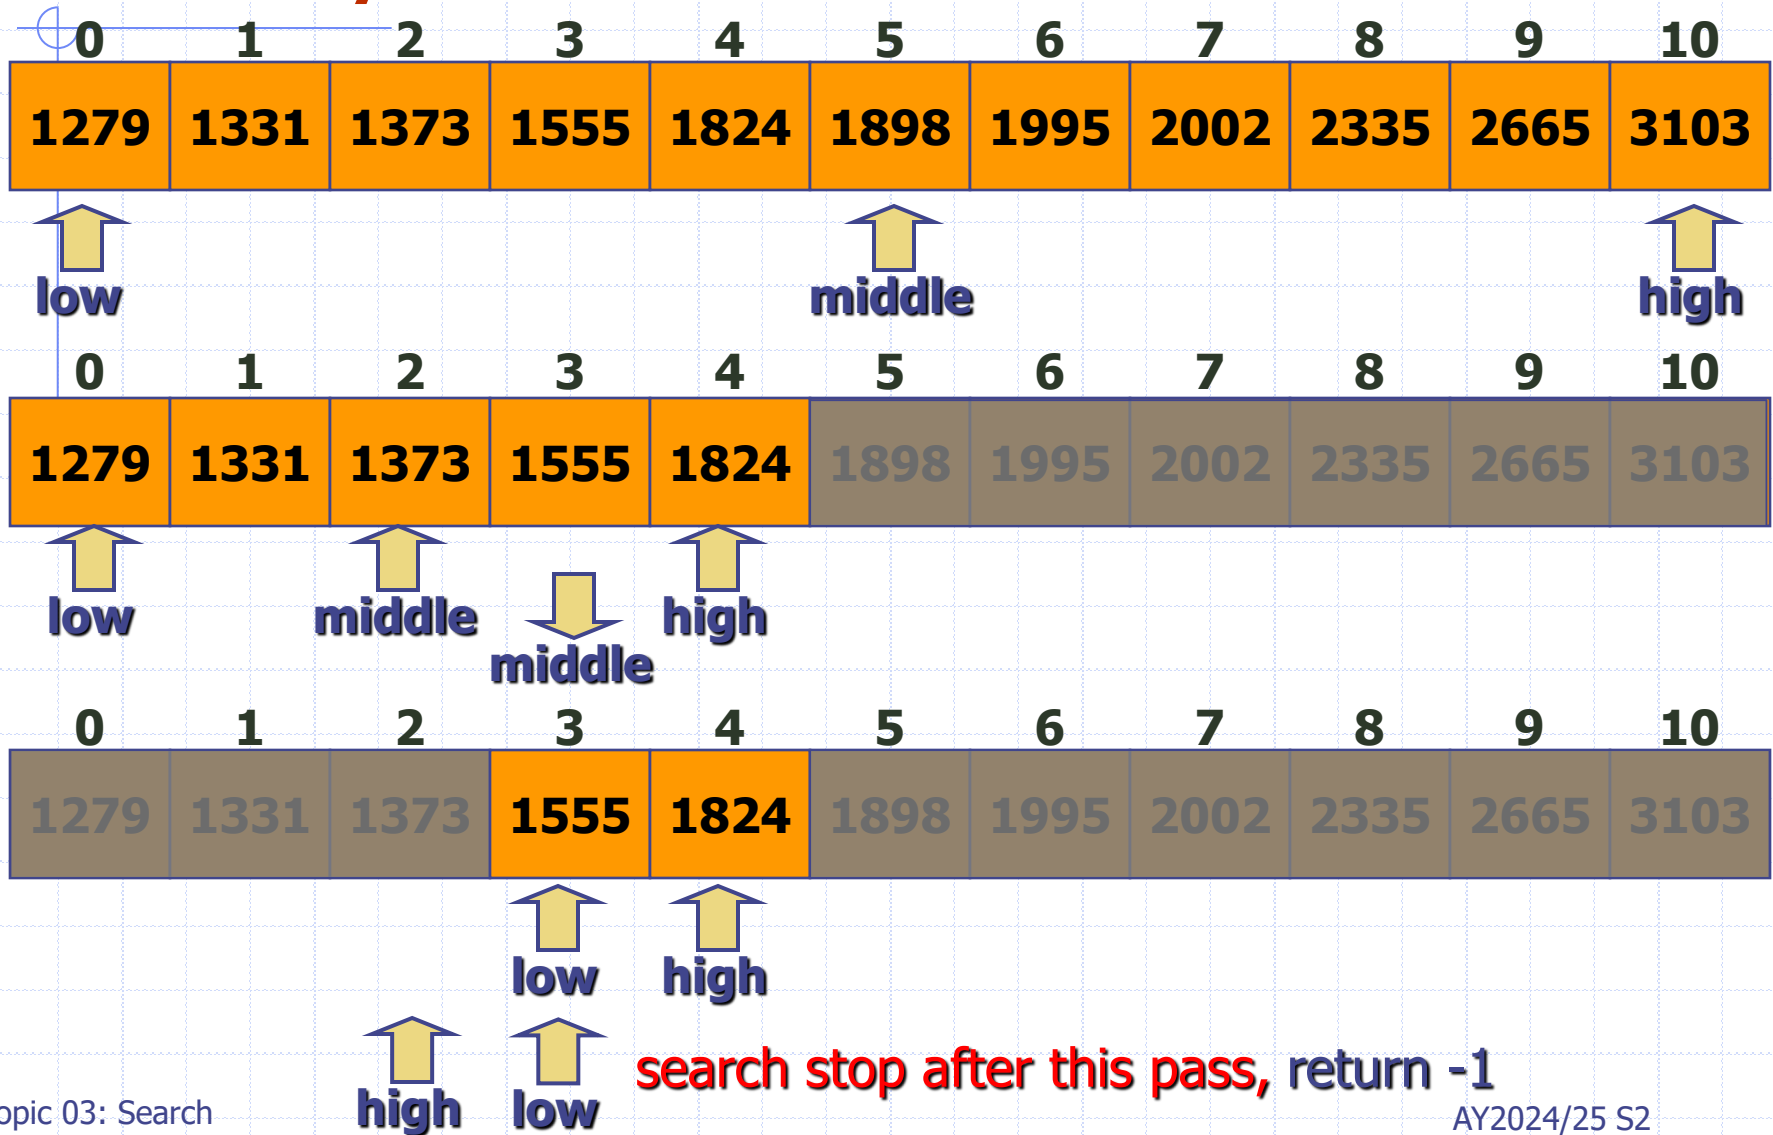 0 1 2 3 4 5 6 7 8 9 10
1279 1331 1373 1555 1824 1898 1995 2002 2335 2665 3103
low middle high
0 1 2 3 4 5 6 7 8 9 10
1279 1331 1373 1555 1824 1898 1995 2002 2335 2665 3103
low middle high
middle
0 1 2 3 4 5 6 7 8 9 10
1279 1331 1373 1555 1824 1898 1995 2002 2335 2665 3103
low high
search stop after this pass, return -1
high low
opic 03: Search
AY2024/25 S2